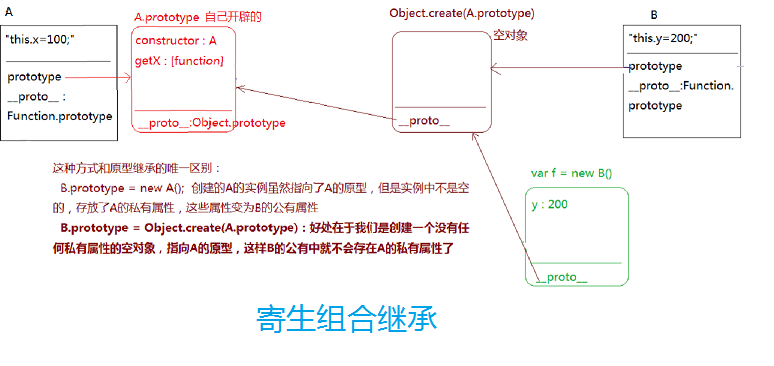 A
"this.x=100;"
prototype
__proto__ :
Function.prototype
A.prototype 自己开辟的
constructor : A
getX : {function}
__proto__:Object.prototype
Object.create(A.prototype)
空对象
__proto__
B
"this.y=200;"
prototype
__proto__:Function.
prototype
这种方式和原型继承的唯一区别：
B.prototype = new A(); 创建的A的实例虽然指向了A的原型，但是实例中不是空
的，存放了A的私有属性，这些属性变为B的公有属性
B.prototype = Object.create(A.prototype)：好处在于我们是创建一个没有任
何私有属性的空对象，指向A的原型，这样B的公有中就不会存在A的私有属性了
var f = new B()
y : 200
__proto__
寄生组合继承